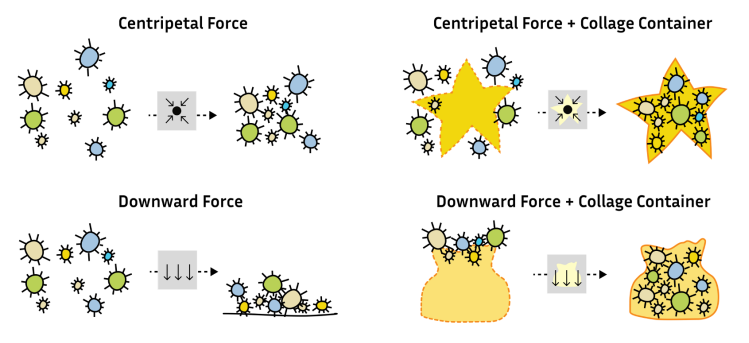 Centripetal Force
Centripetal Force + Collage Container
Downward Force
Downward Force + Collage Container